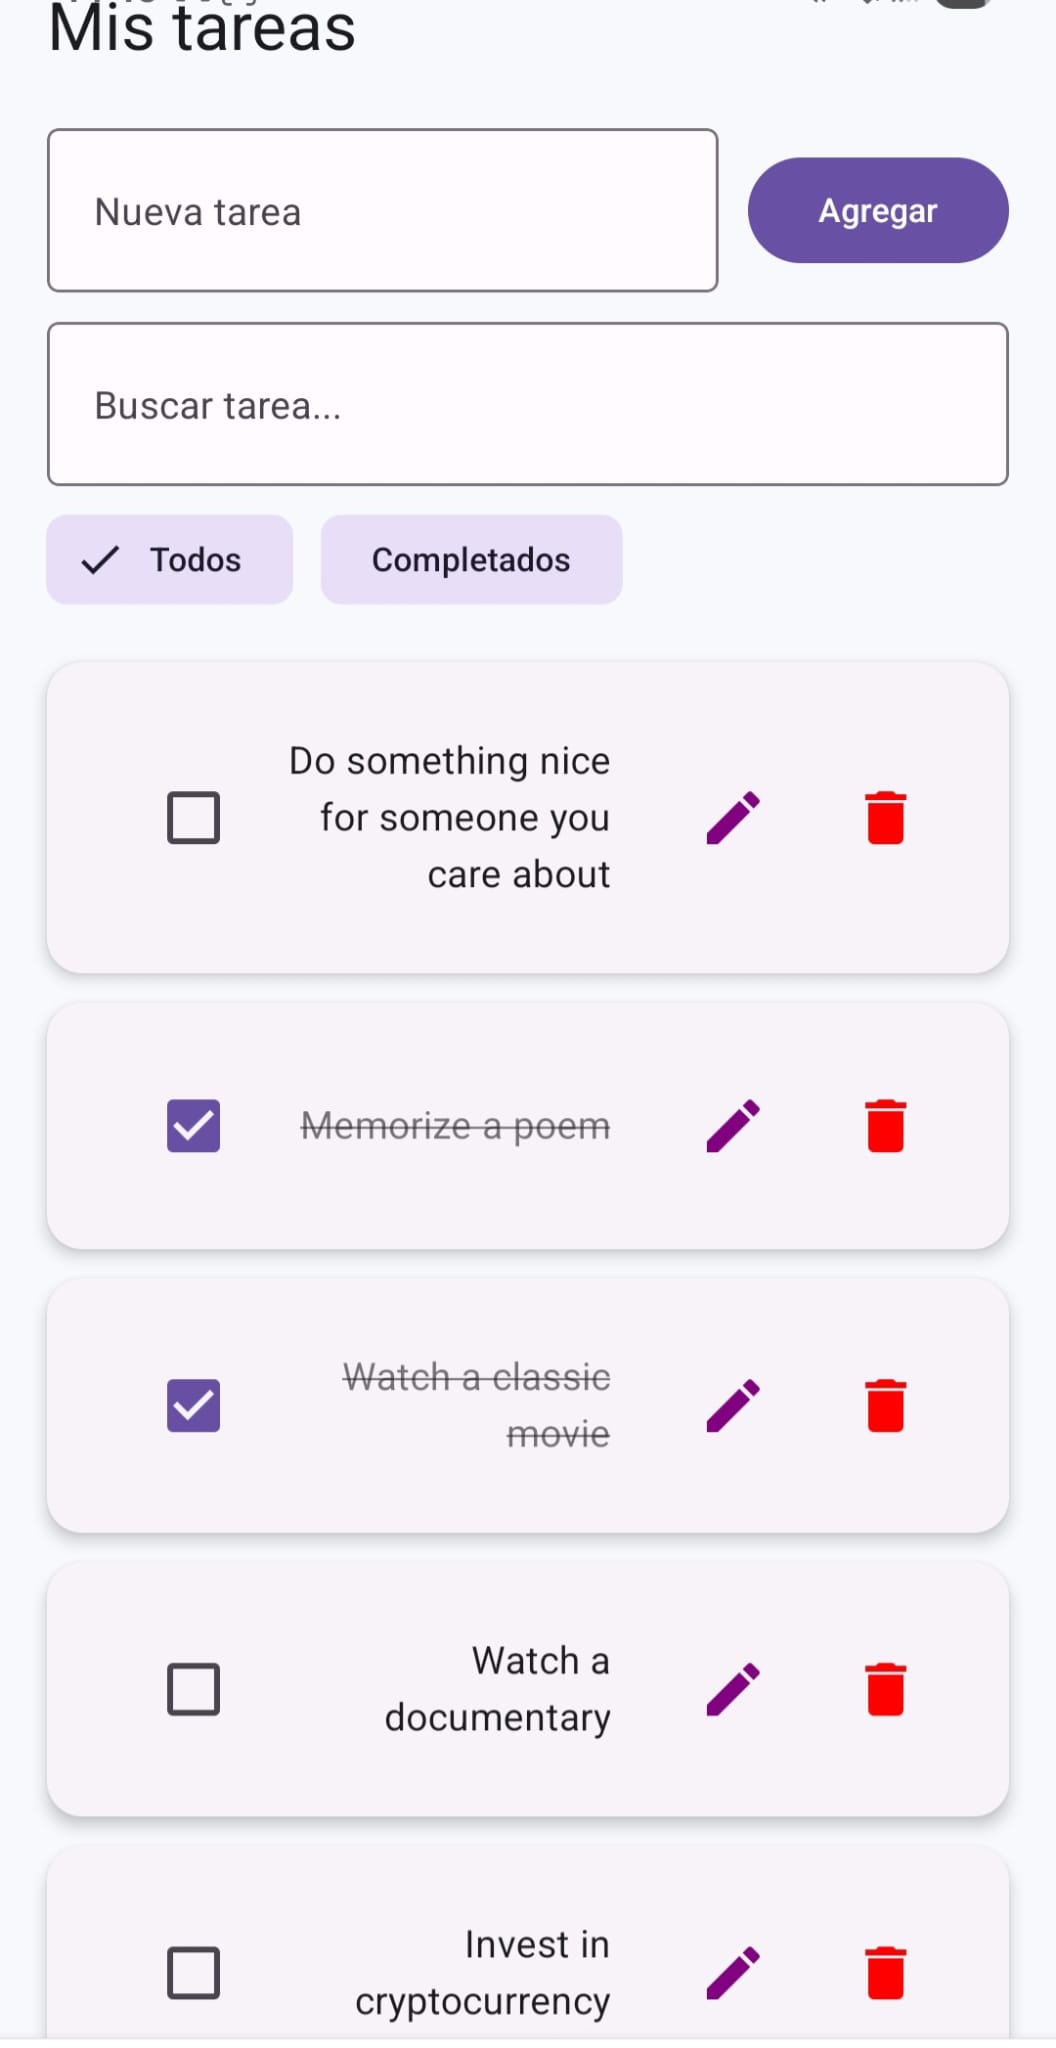 Mis tareas
Nueva tarea
Agregar
Buscar tarea...
Todos
Completados
Do something nice
for someone you
care about
Memorize a poem
Watch a classic
movie
Watch a
documentary
Invest in
cryptocurrency